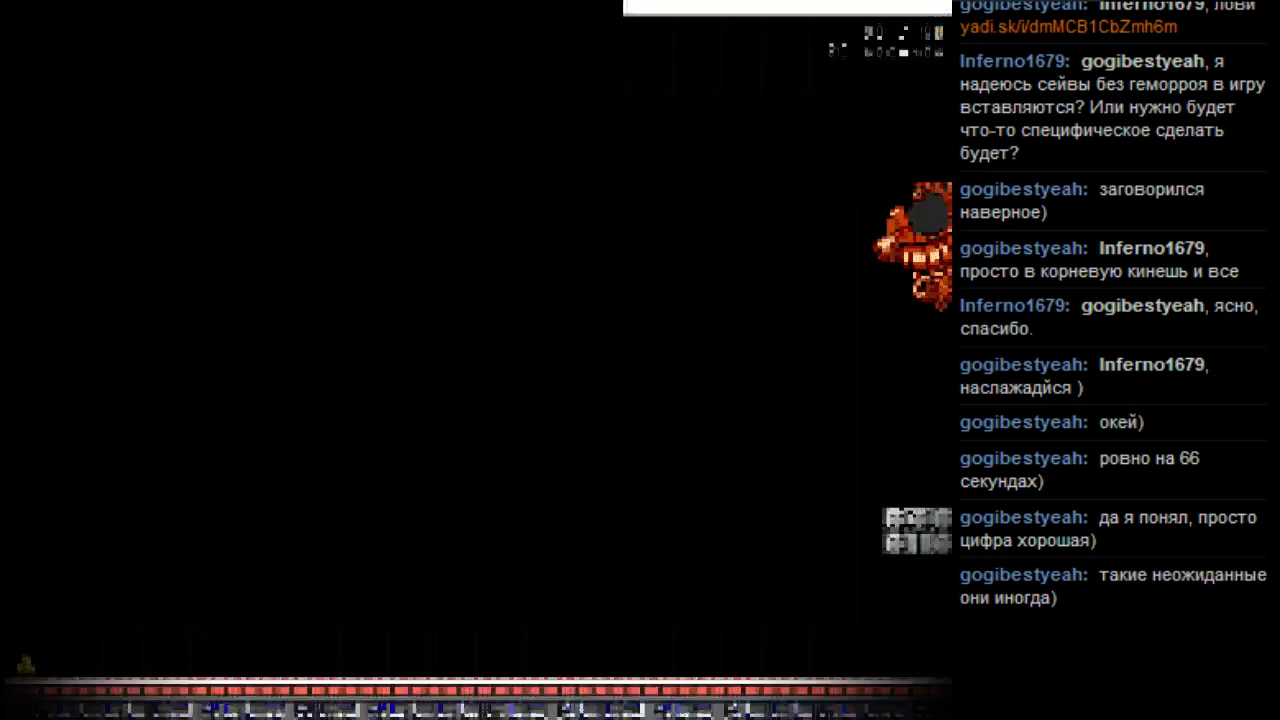 gogibestyeah: Inferno1679, лови
yadi.sk/i/dmMCB1CbZmh6m
Inferno1679: gogibestyeah, я
надеюсь сейвы без геморроя в игру
вставляются? Или нужно будет
что-то специфическое сделать
будет?
gogibestyeah: заговорился
наверное)
gogibestyeah: Inferno1679,
просто в корневую кинешь и все
Inferno1679: gogibestyeah, ясно,
спасибо.
gogibestyeah: Inferno1679,
наслажадйся )
gogibestyeah: окей)
gogibestyeah: ровно на 66
секундах)
gogibestyeah: да я понял, просто
цифра хорошая)
gogibestyeah: такие неожиданные
они иногда)